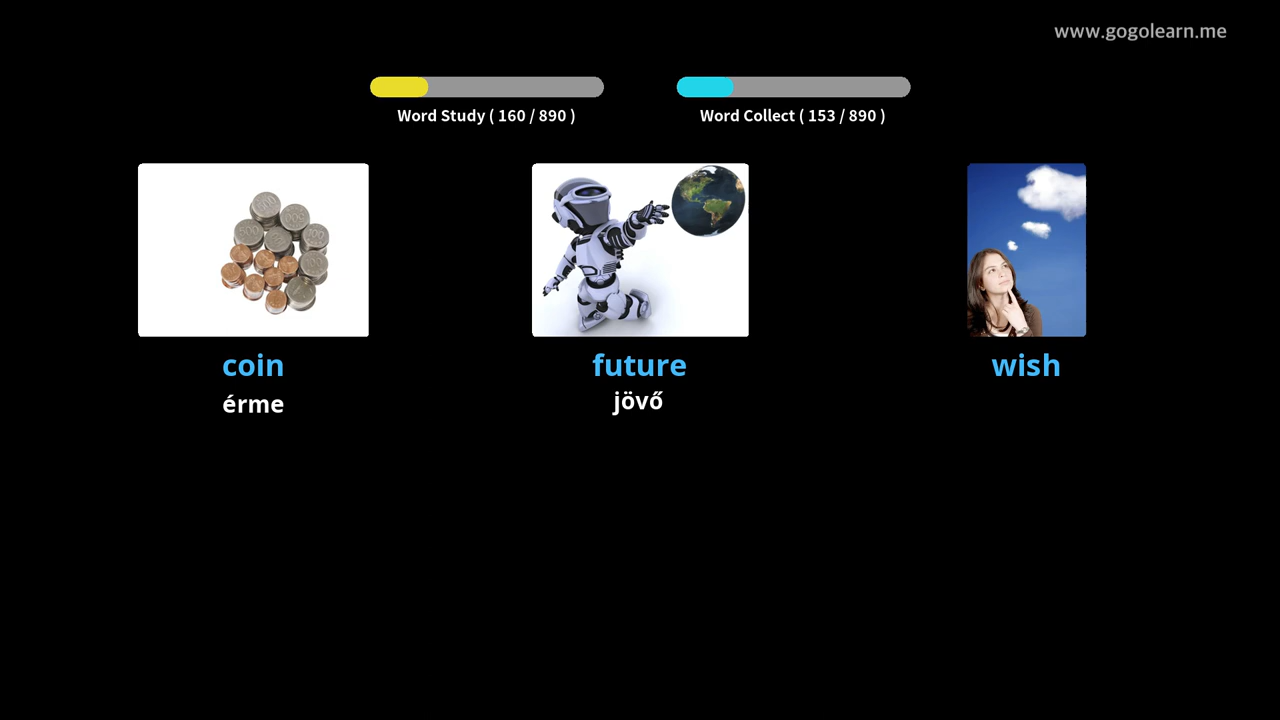 www.gogolearn.me
Word Study ( 160 / 890 )
Word Collect ( 153 / 890 )
coin
future
wish
érme
jövő